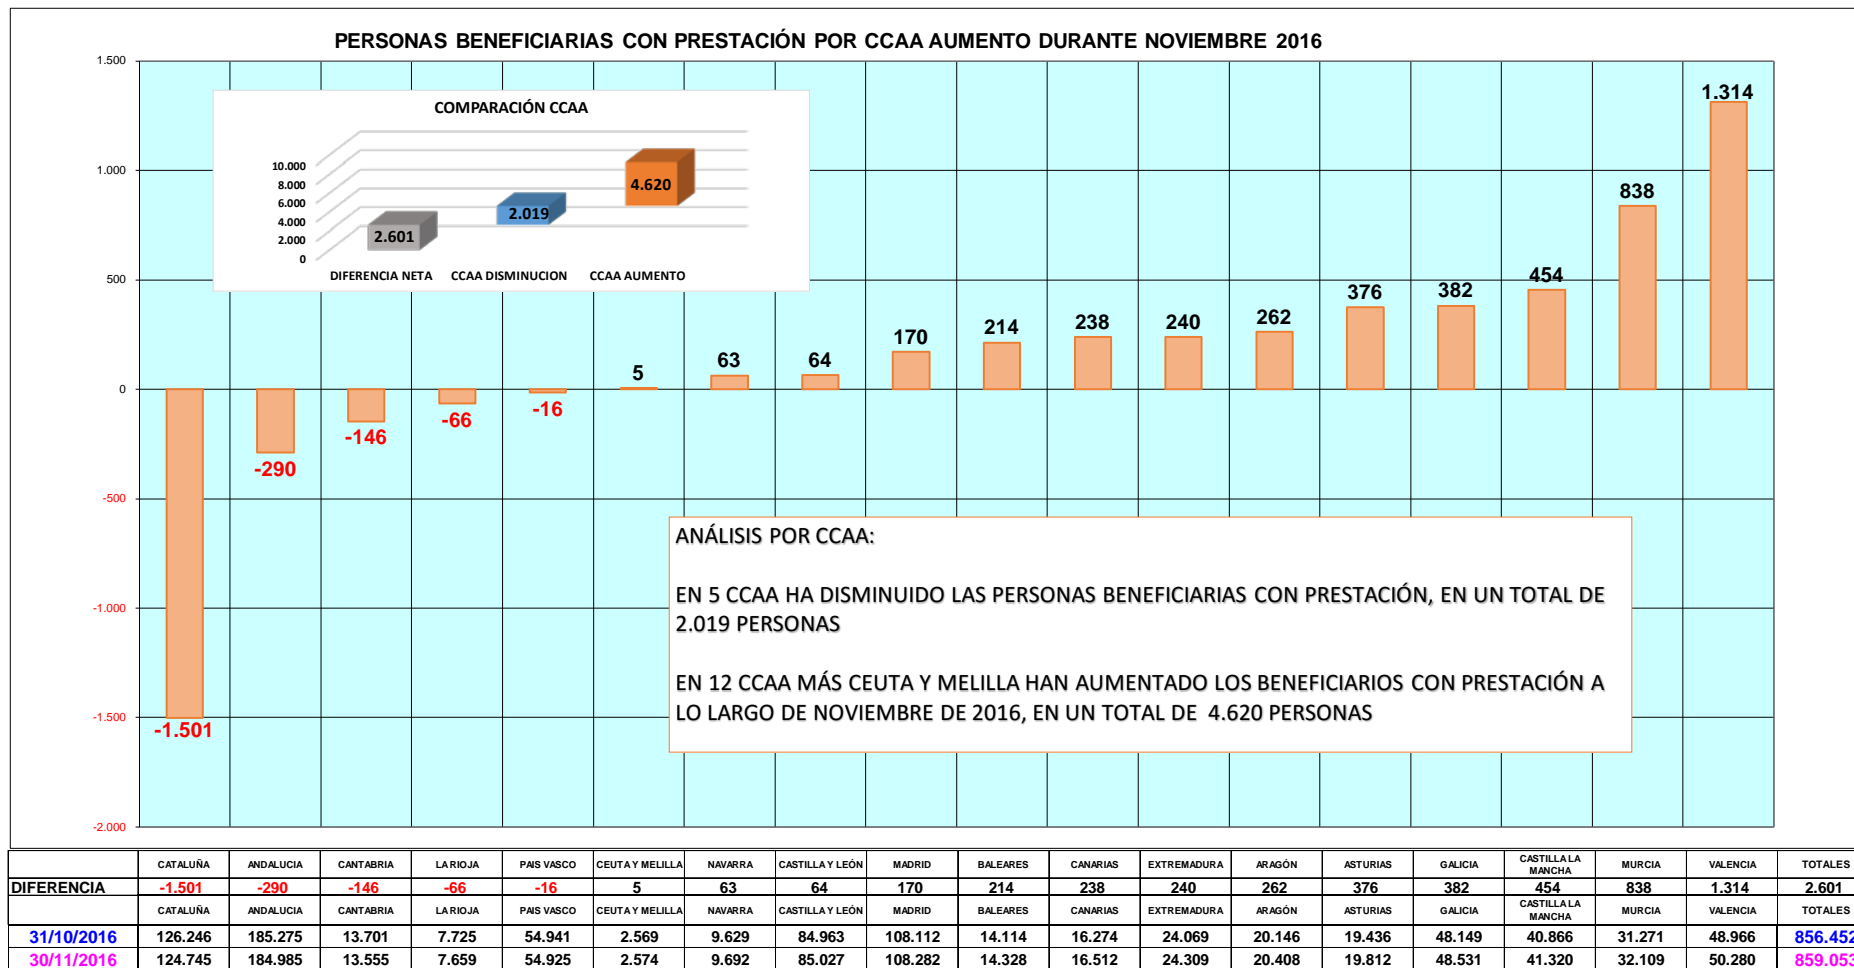 PERSONAS BENEFICIARIAS CON PRESTACIÓN POR CCAA AUMENTO DURANTE NOVIEMBRE 2016
1.500
1.000
500
0
-500
-1.000
-1.500
-2.000
COMPARACIÓN CCAA
10.000
8.000
6.000
4.000
2.000
0
2.601
2.019
4.620
DIFERENCIA NETA CCAA DISMINUCION CCAA AUMENTO
-1.501
-290
-146
-66
-16
5
63
64
170
214
238
240
262
376
382
454
838
1.314
ANÁLISIS POR CCAA:
EN 5 CCAA HA DISMINUIDO LAS PERSONAS BENEFICIARIAS CON PRESTACIÓN, EN UN TOTAL DE
2.019 PERSONAS
EN 12 CCAA MÁS CEUTA Y MELILLA HAN AUMENTADO LOS BENEFICIARIOS CON PRESTACIÓN A
LO LARGO DE NOVIEMBRE DE 2016, EN UN TOTAL DE 4.620 PERSONAS
CATALUÑA ANDALUCIA CANTABRIA LA RIOJA PAIS VASCO CEUTA Y MELILLA NAVARRA CASTILLA Y LEÓN MADRID BALEARES CANARIAS EXTREMADURA ARAGÓN ASTURIAS GALICIA CASTILLA LA MANCHA MURCIA VALENCIA TOTALES
DIFERENCIA -1.501 -290 -146 -66 -16 5 63 64 170 214 238 240 262 376 382 454 838 1.314 2.601
CATALUÑA ANDALUCIA CANTABRIA LA RIOJA PAIS VASCO CEUTA Y MELILLA NAVARRA CASTILLA Y LEÓN MADRID BALEARES CANARIAS EXTREMADURA ARAGÓN ASTURIAS GALICIA CASTILLA LA MANCHA MURCIA VALENCIA TOTALES
31/10/2016 126.246 185.275 13.701 7.725 54.941 2.569 9.629 84.963 108.112 14.114 16.274 24.069 20.146 19.436 48.149 40.866 31.271 48.966 856.452
30/11/2016 124.745 184.985 13.555 7.659 54.925 2.574 9.692 85.027 108.282 14.328 16.512 24.309 20.408 19.812 48.531 41.320 32.109 50.280 859.053